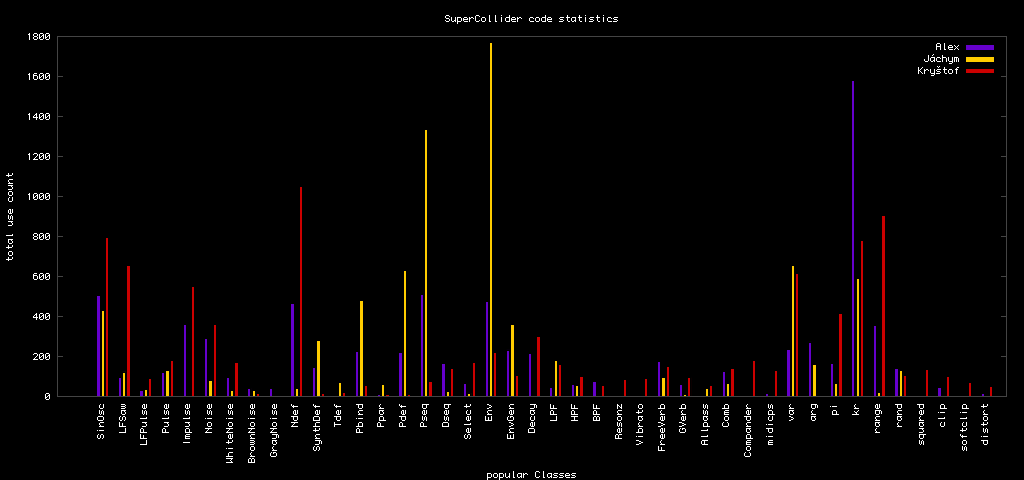 SuperCollider code statistics
Alex
Jáchym
Kryštof
1800
1600
1400
1200
1000
800
600
400
200
0
total use count
SinOsc
LFSaw
LFPulse
Pulse
Impulse
Noise
WhiteNoise
BrownNoise
GrayNoise
Ndef
SynthDef
Tdef
Pbind
Ppar
Pdef
Pseq
Dseq
Select
Env
EnvGen
Decay
LPF
HPF
BPF
Resonz
Vibrato
FreeVerb
GVerb
Allpass
Comb
Compander
midicps
var
arg
pi
kr
range
rand
squared
clip
softclip
distort
popular Classes